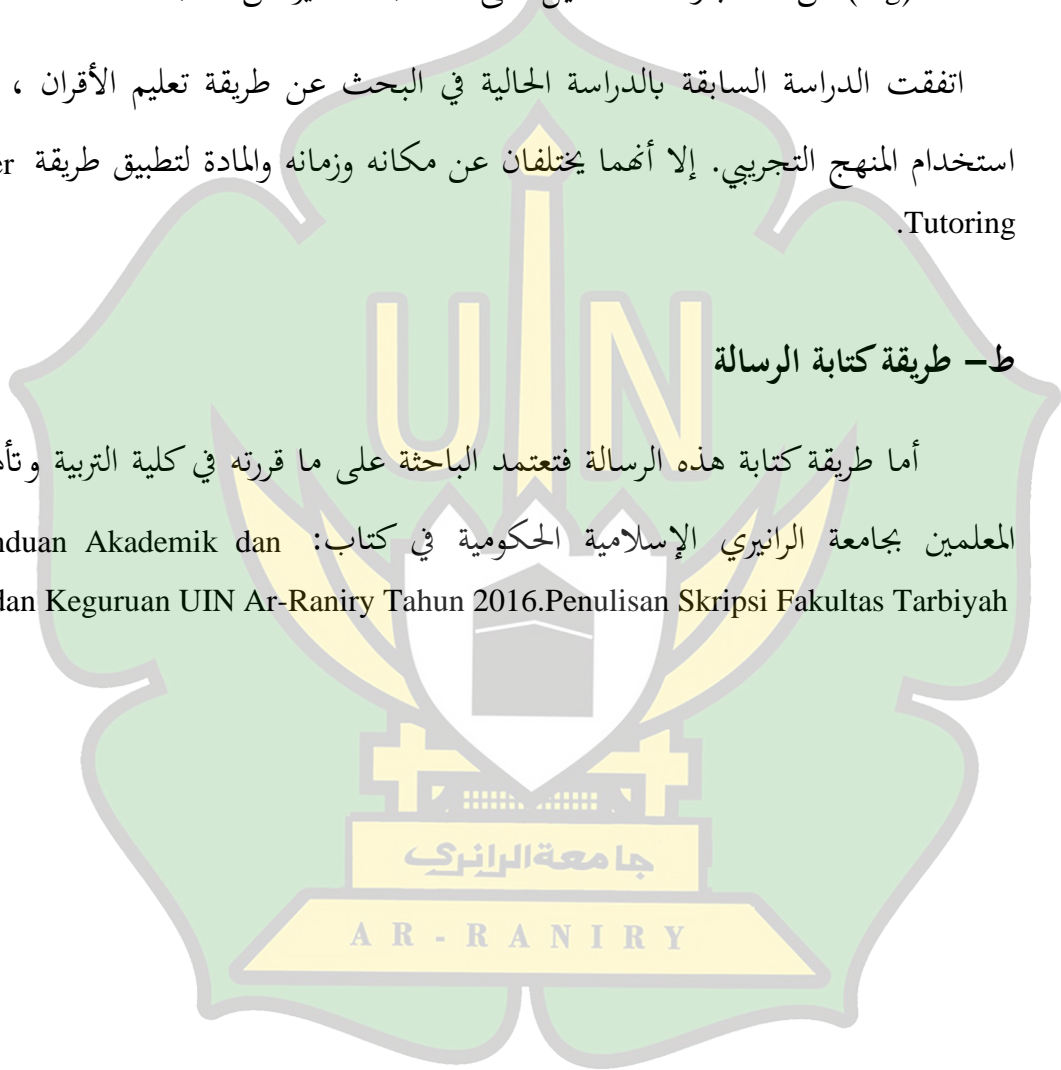 اتفقت الدراسة السابقة بالدراسة الحالية في البحث عن طريقة تعليم الأقران ،
استخدام المنهج التجريبي. إلا أنهما يختلفان عن مكانه وزمانه والمادة لتطبيق طريقة
Tutoring.
ط– طريقة كتابة الرسالة
أما طريقة كتابة هذه الرسالة فتعتمد الباحثة على ما قررته في كلية التربية
المعلمين بجامعة الرانيري الإسلامية الحكومية في كتاب: Akademik dan
Keguruan UIN Ar-Raniry Tahun 2016.Penulisan Skripsi Fakultas Tarbiyah
UIN
جامعة الرانري
AR - RANIRY